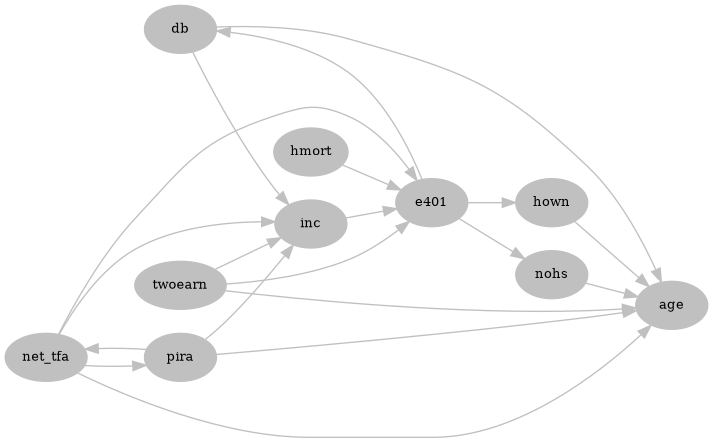 db
hmort
e401
hown
inc
nohs
twoearn
age
net_tfa
pira